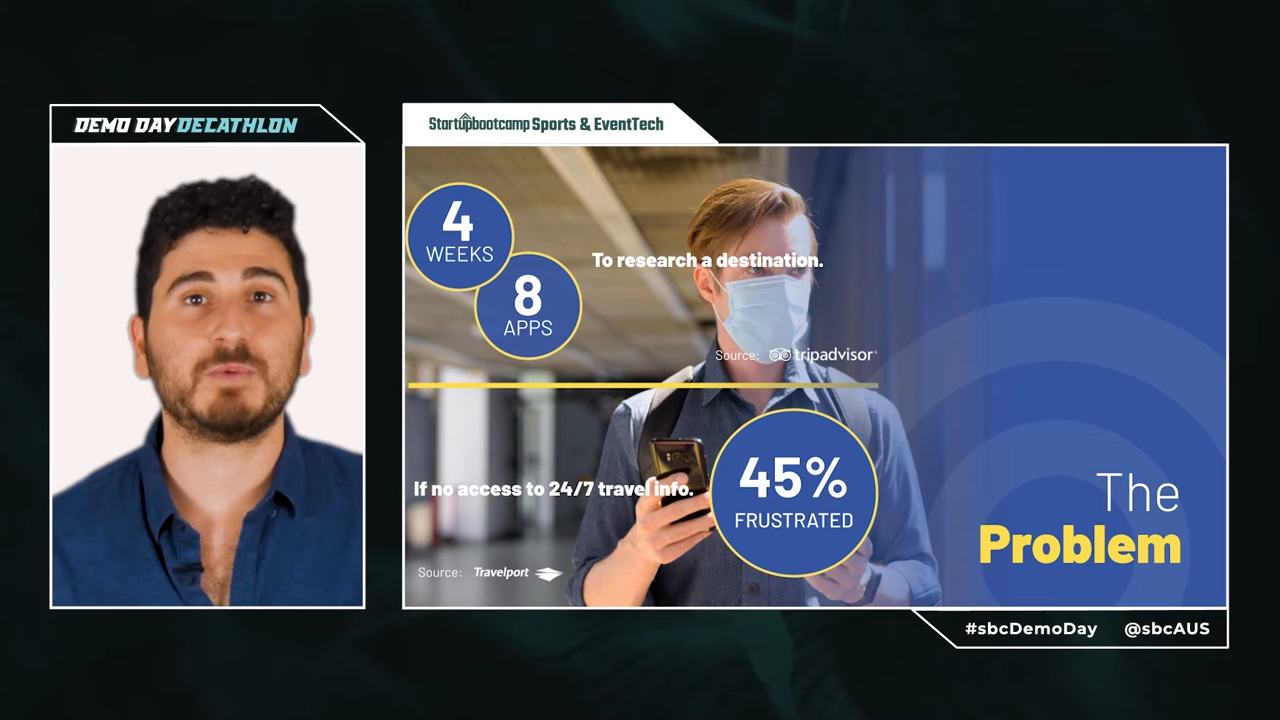 DEMO DAY DECATHLON
Startupbootcamp Sports & EventTech
4
WEEKS
8
APPS
To research a destination.
Source: tripadvisor
If no access to 24/7 travel info.
45%
FRUSTRATED
Source: Travelport
The
Problem
#sbcDemoDay @sbcAUS